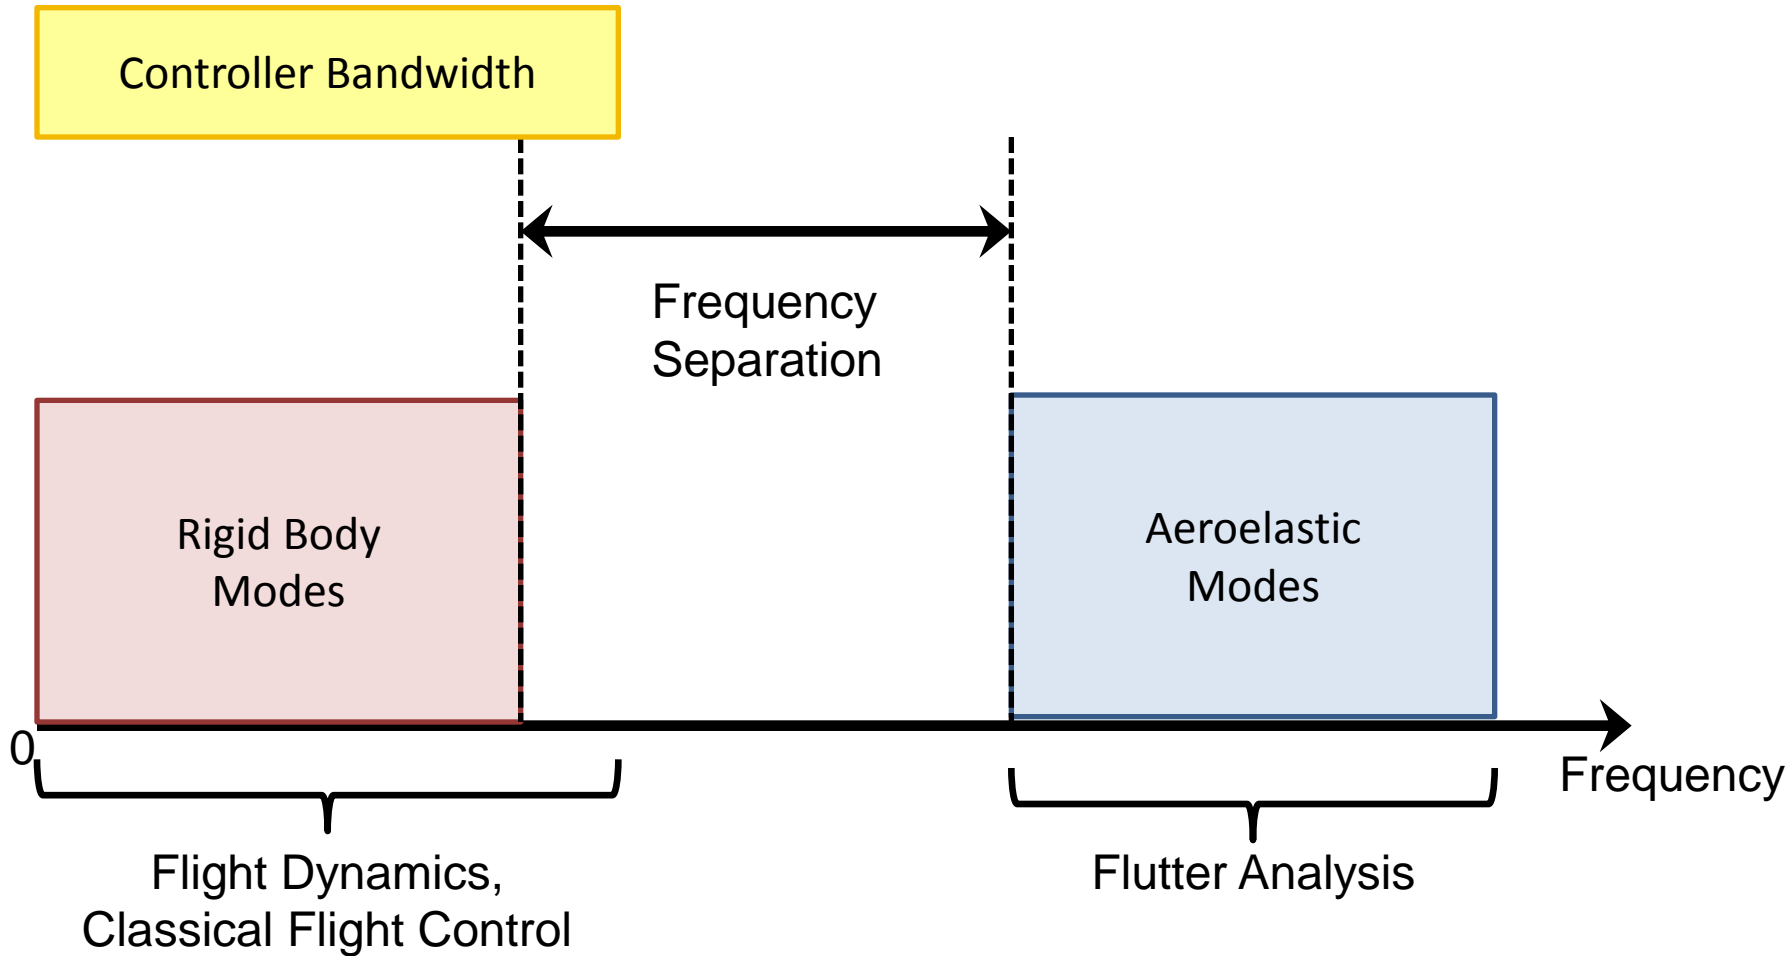 Controller Bandwidth
Frequency
Separation
Rigid Body
Modes
Aeroelastic
Modes
0
Frequency
Flight Dynamics,
Classical Flight Control
Flutter Analysis